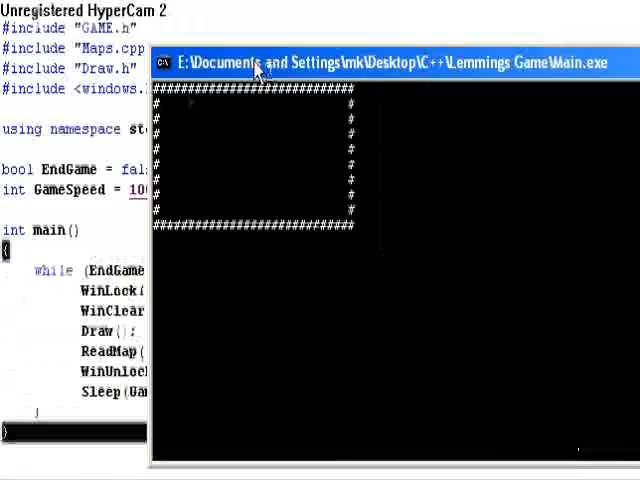 Unregistered HyperCam 2
#include "GAME.h"
#include "Maps.cpp
#include "Draw.h"
#include <windows.
E:\Documents and Settings\mk\Desktop\C++\Lemmings Game\Main.exe
##########################
# #
# #
# #
# #
# #
# #
# #
# #
##########################
using namespace st
bool EndGame = fal
int GameSpeed = 100
int main()
{
while (EndGame
WinLock(
WinClear
Draw();
ReadMap(
WinUnloc
Sleep(Gam
}
}